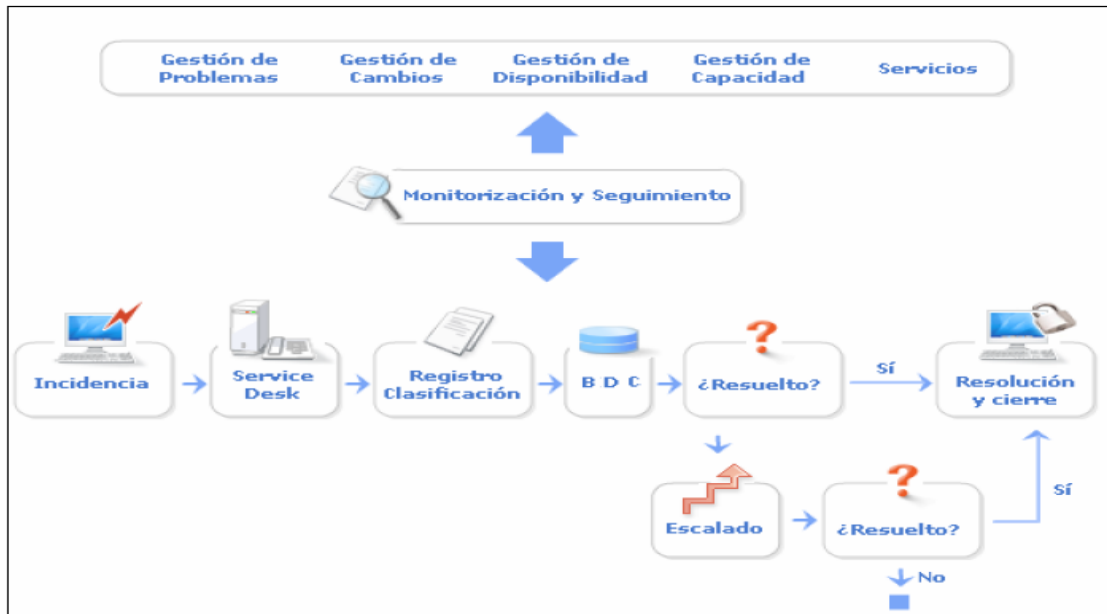 Gestión de
Problemas
Gestión de
Cambios
Gestión de
Disponibilidad
Gestión de
Capacidad
Servicios
Monitorización y Seguimiento
Incidencia
Service
Desk
Registro
Clasificación
B D C
¿Resuelto?
Sí
Resolución
y cierre
Escalado
¿Resuelto?
Sí
No